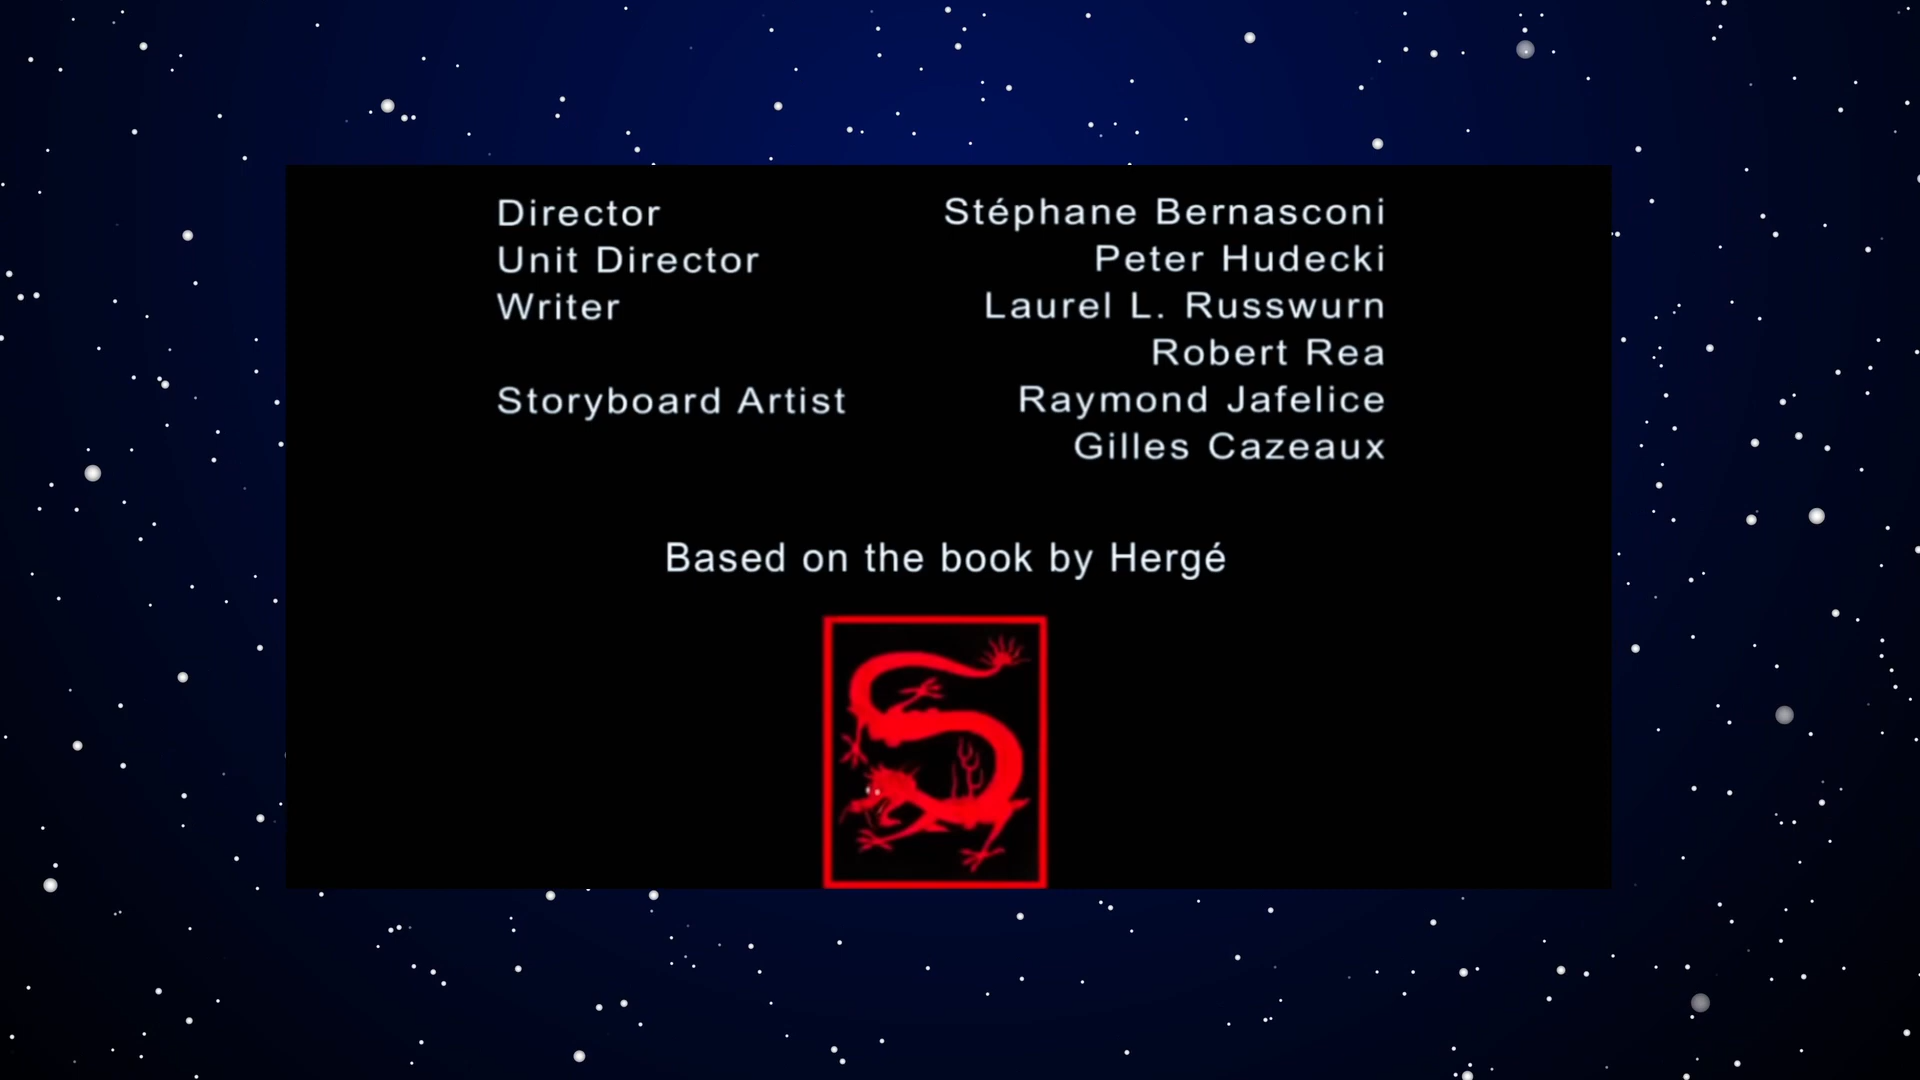 Director Stéphane Bernasconi
Unit Director Peter Hudecki
Writer Laurel L. Russwurn
Robert Rea
Storyboard Artist Raymond Jafelice
Gilles Cazeaux
Based on the book by Hergé